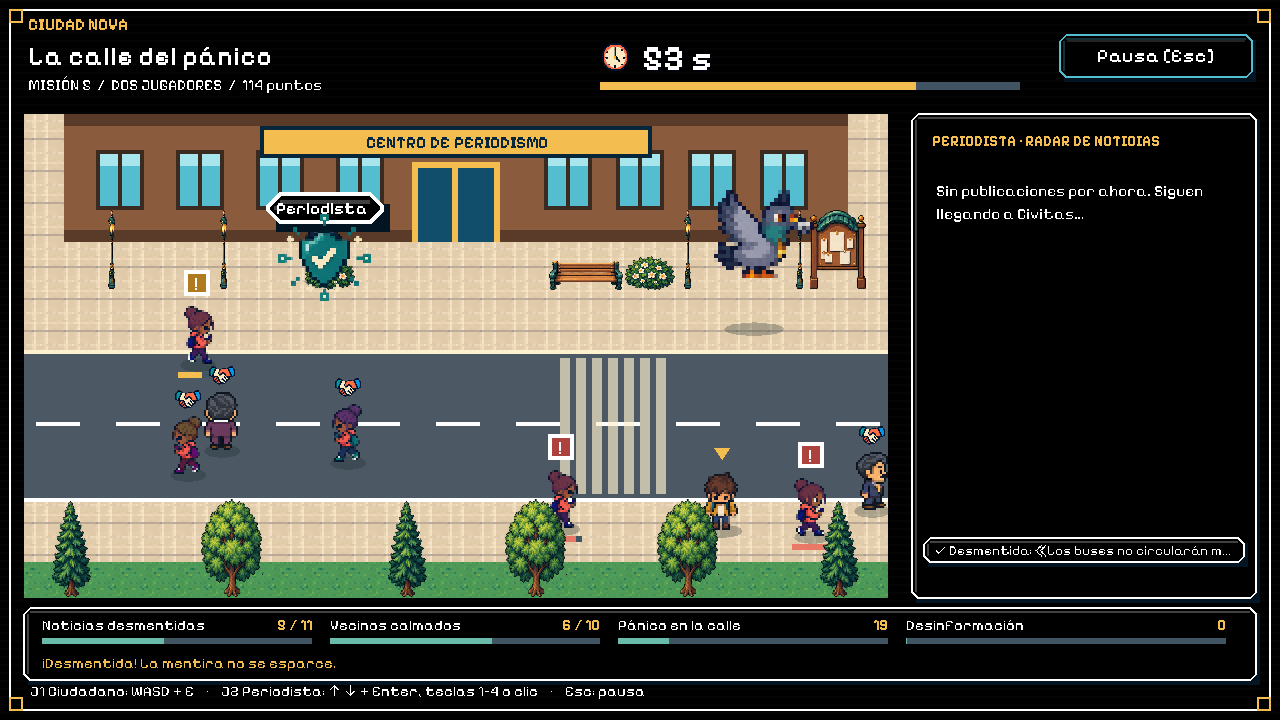 CIUDAD NOVA
La calle del pánico
MISIÓN 5 / DOS JUGADORES / 114 puntos
53 s
Pausa (Esc)
CENTRO DE PERIODISMO
Periodista
!
!
!
PERIODISTA · RADAR DE NOTICIAS
Sin publicaciones por ahora. Siguen
llegando a Civitas...
✓ Desmentida: «Los buses no circularán m...
Noticias desmentidas 5 / 11
Vecinos calmados 6 / 10
Pánico en la calle 19
Desinformación 0
¡Desmentida! La mentira no se esparce.
J1 Ciudadano: WASD + E · J2 Periodista: ↑ ↓ + Enter, teclas 1-4 o clic · Esc: pausa